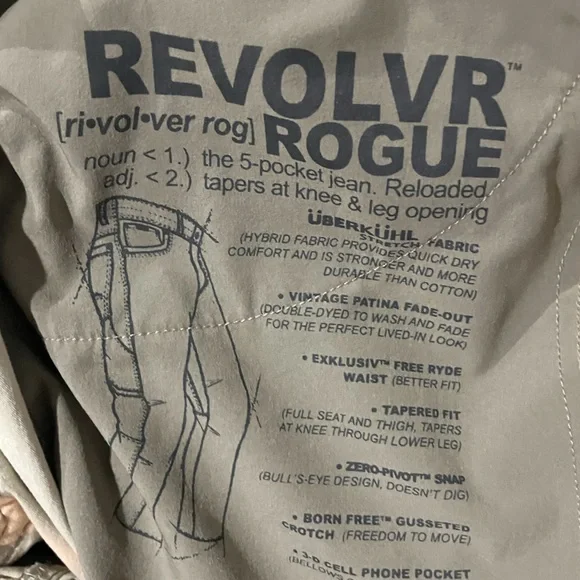 REVOLVR™
[ri•vol•ver rog] ROGUE
noun < 1.) the 5-pocket jean. Reloaded.
adj. < 2.) tapers at knee & leg opening
ÜBERKÜHL
STRETCH FABRIC
(HYBRID FABRIC PROVIDES QUICK DRY
COMFORT AND IS STRONGER AND MORE
DURABLE THAN COTTON)
• VINTAGE PATINA FADE-OUT
(DOUBLE-DYED TO WASH AND FADE
FOR THE PERFECT LIVED-IN LOOK)
• EXKLUSIV™ FREE RYDE
WAIST (BETTER FIT)
• TAPERED FIT
(FULL SEAT AND THIGH, TAPERS
AT KNEE THROUGH LOWER LEG)
• ZERO-PIVOT™ SNAP
(BULL'S-EYE DESIGN, DOESN'T DIG)
• BORN FREE™ GUSSETED
CROTCH (FREEDOM TO MOVE)
• 3-D CELL PHONE POCKET
(BELLOWS